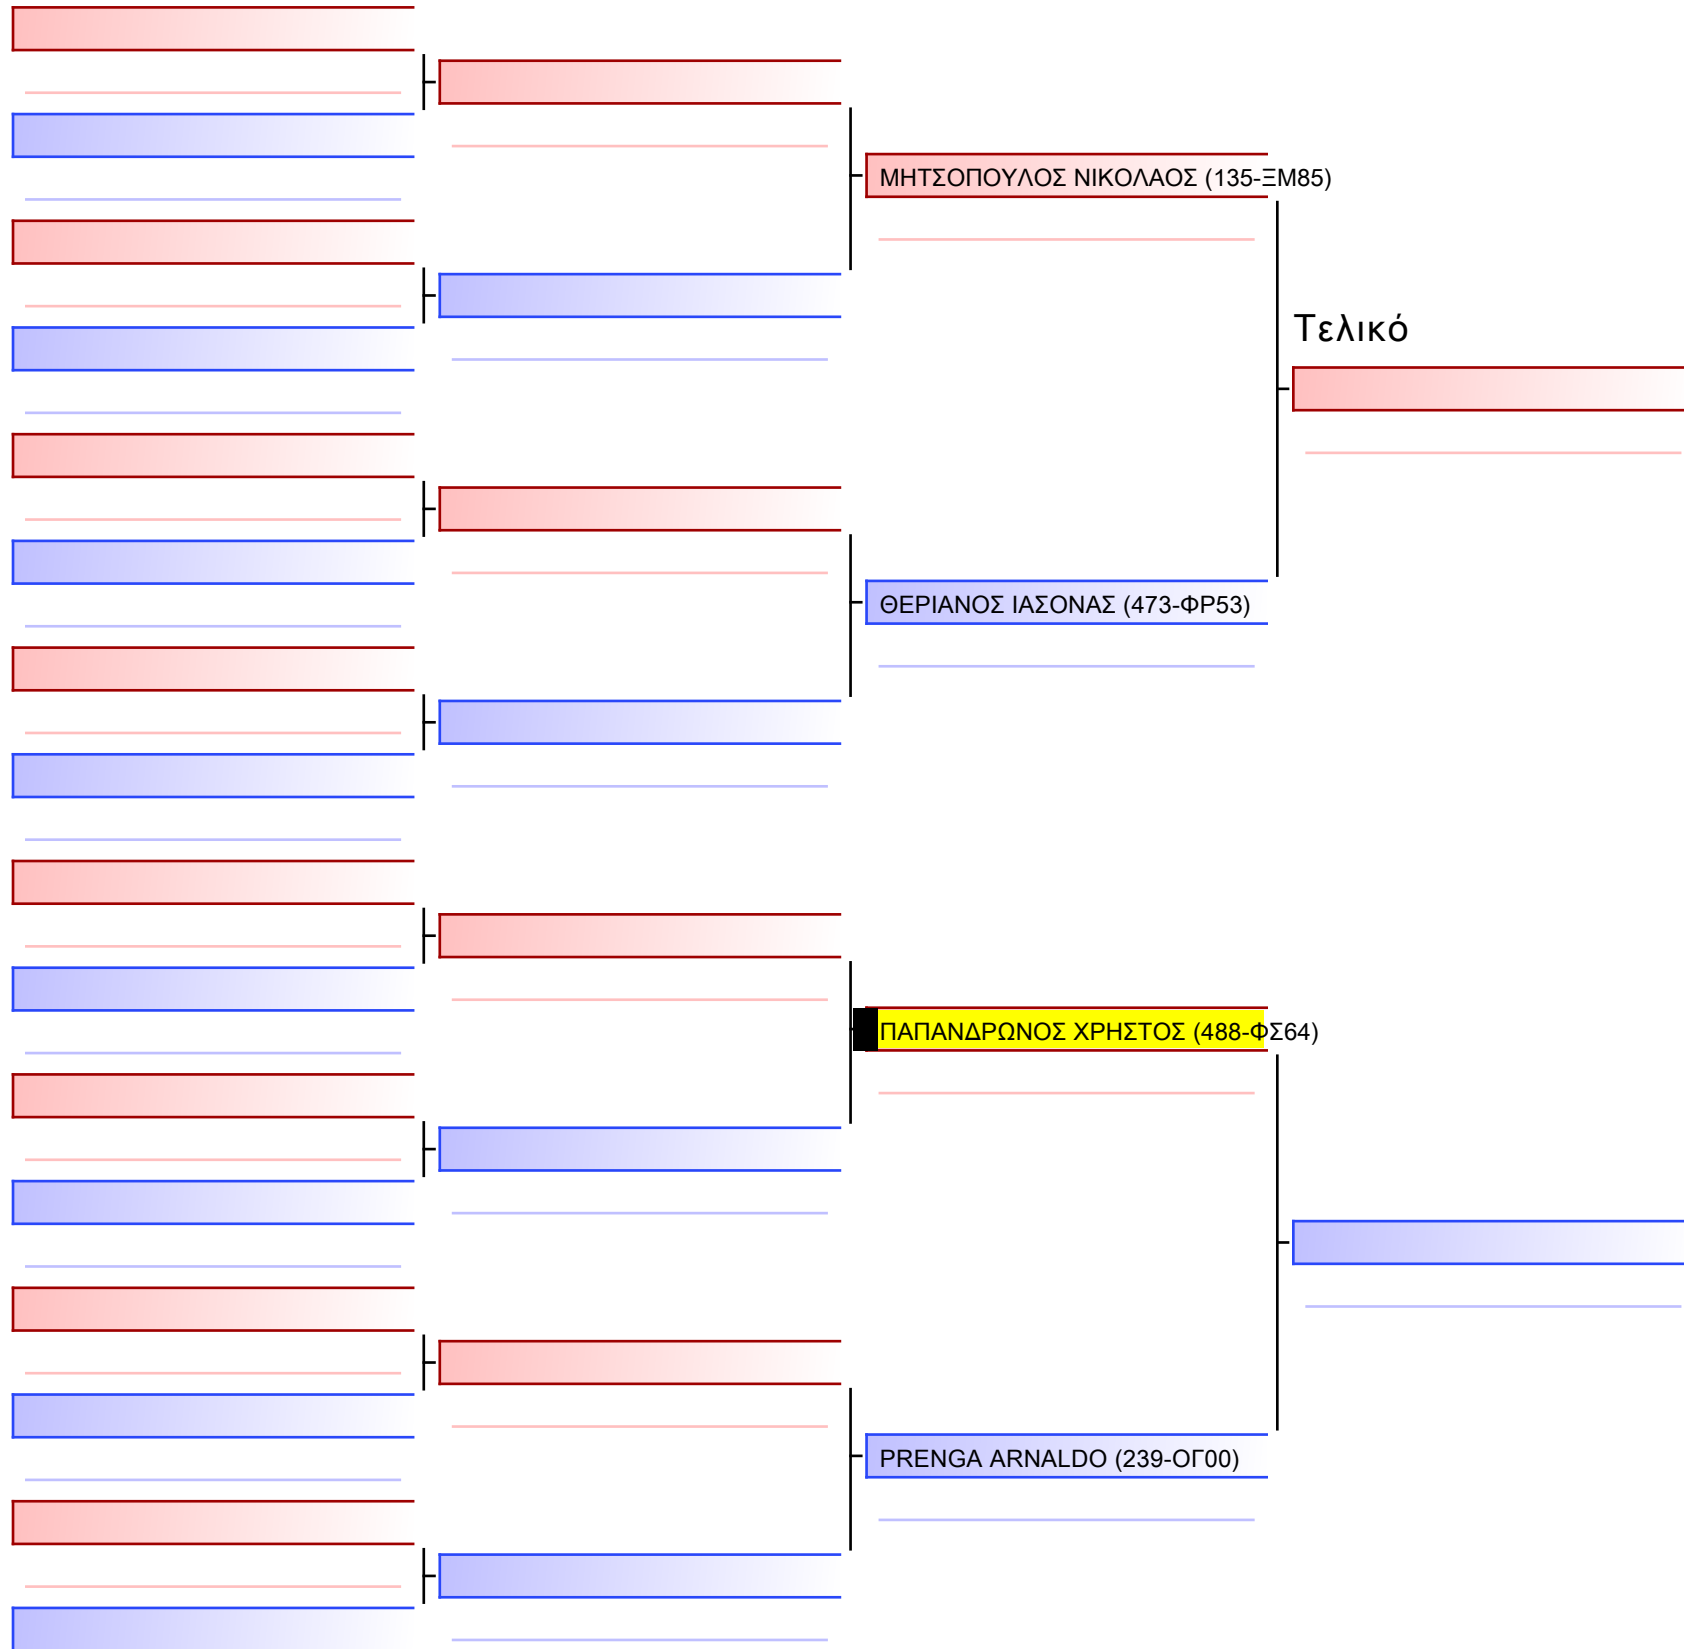 ΜΗΤΣΟΠΟΥΛΟΣ ΝΙΚΟΛΑΟΣ (135-ΞΜ85)
Τελικό
ΘΕΡΙΑΝΟΣ ΙΑΣΟΝΑΣ (473-ΦΡ53)
ΠΑΠΑΝΔΡΩΝΟΣ ΧΡΗΣΤΟΣ (488-ΦΣ64)
PRENGA ARNALDO (239-ΟΓ00)